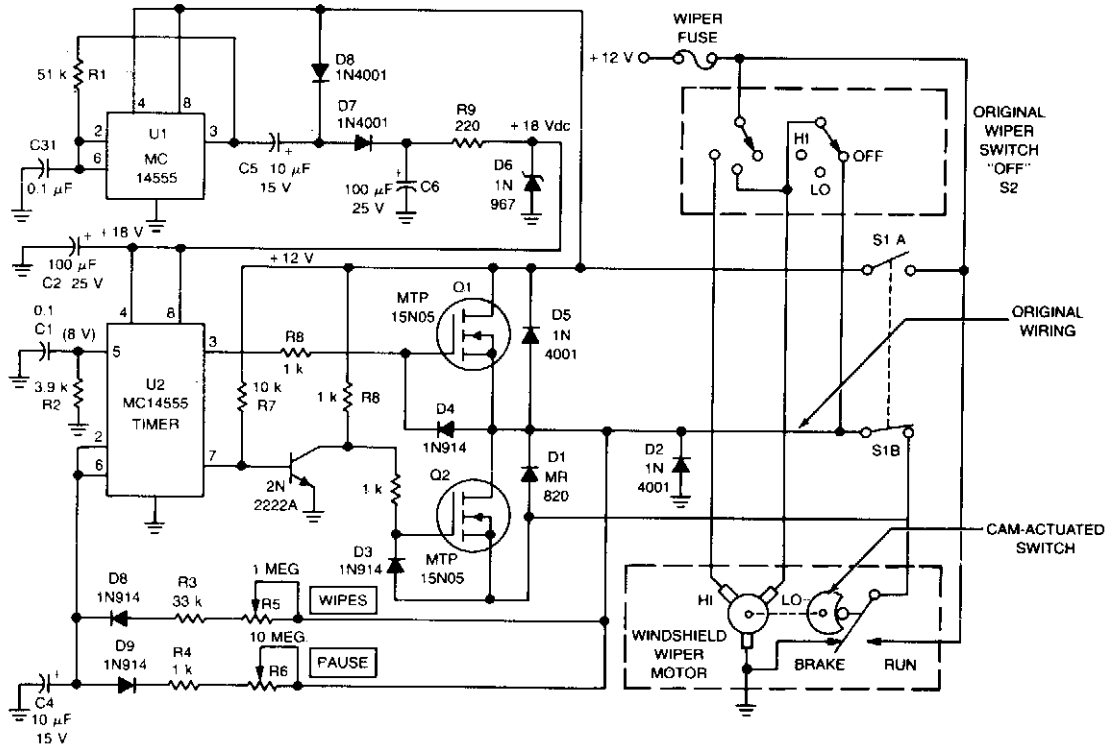 WIPER
FUSE
+12 V
D8
1N4001
51 k
R1
4
8
U1
MC
14555
2
6
3
D7
1N4001
R9
220
+18 Vdc
C31
0.1 µF
C5
10
µF
15 V
100
µF
25 V
C6
D6
1N
967
HI
OFF
LO
ORIGINAL
WIPER
SWITCH
"OFF"
S2
+18 V
100
µF
C2
25 V
+12 V
S1 A
0.1
C1
(8 V)
4
8
5
3
U2
MC14555
TIMER
2
6
7
3.9 k
R2
R8
1 k
MTP
15N05
Q1
D5
1N
4001
ORIGINAL
WIRING
10 k
R7
1 k
R8
D4
1N914
S1B
2N
2222A
1 k
Q2
D1
MR
820
D2
1N
4001
D3
1N914
MTP
15N05
CAM-ACTUATED
SWITCH
D8
1N914
R3
33 k
1 MEG
R5
WIPES
D9
1N914
R4
1 k
10 MEG.
R6
PAUSE
C4
10
µF
15 V
HI
LO
WINDSHIELD
WIPER
MOTOR
BRAKE
RUN